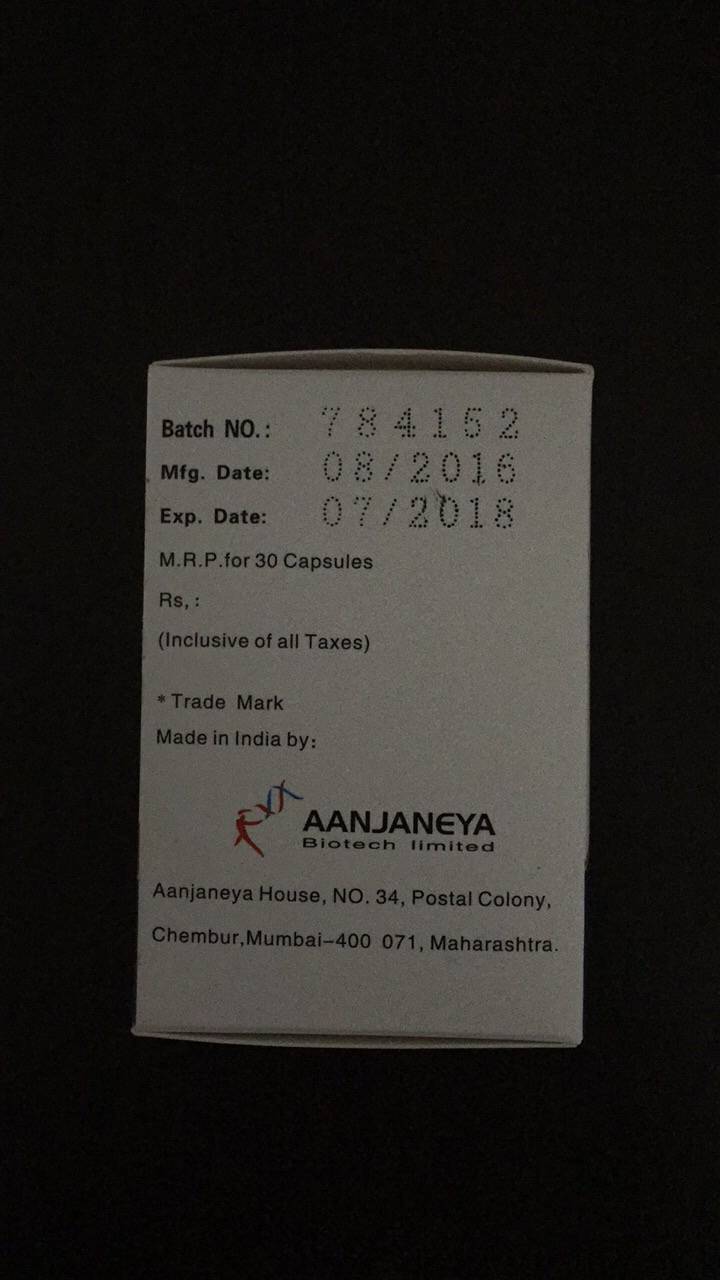 Batch NO.: 784152
Mfg. Date: 08/2016
Exp. Date: 07/2018
M.R.P.for 30 Capsules
Rs, :
(Inclusive of all Taxes)
* Trade Mark
Made in India by:
AANJANEYA
Biotech limited
Aanjaneya House, NO. 34, Postal Colony,
Chembur,Mumbai-400 071, Maharashtra.